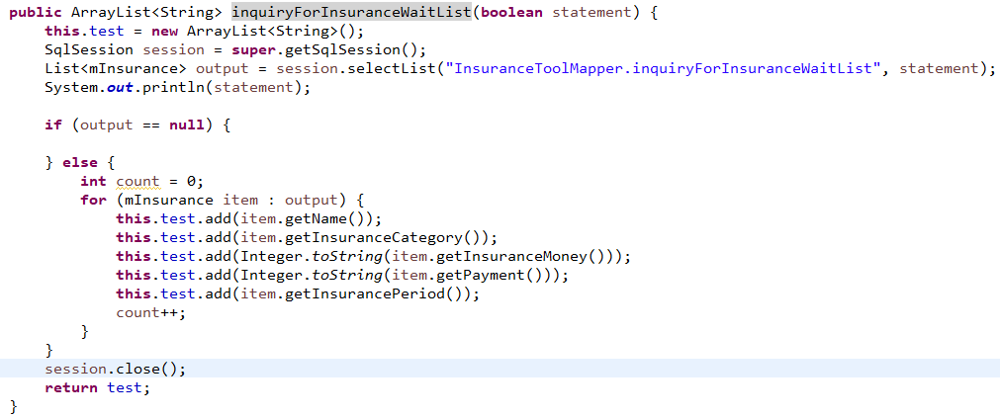 public ArrayList<String> inquiryForInsuranceWaitList(boolean statement) {
    this.test = new ArrayList<String>();
    SqlSession session = super.getSqlSession();
    List<mInsurance> output = session.selectList("InsuranceToolMapper.inquiryForInsuranceWaitList", statement);
    System.out.println(statement);

    if (output == null) {

    } else {
        int count = 0;
        for (mInsurance item : output) {
            this.test.add(item.getName());
            this.test.add(item.getInsuranceCategory());
            this.test.add(Integer.toString(item.getInsuranceMoney()));
            this.test.add(Integer.toString(item.getPayment()));
            this.test.add(item.getInsurancePeriod());
            count++;
        }
    }
    session.close();
    return test;
}